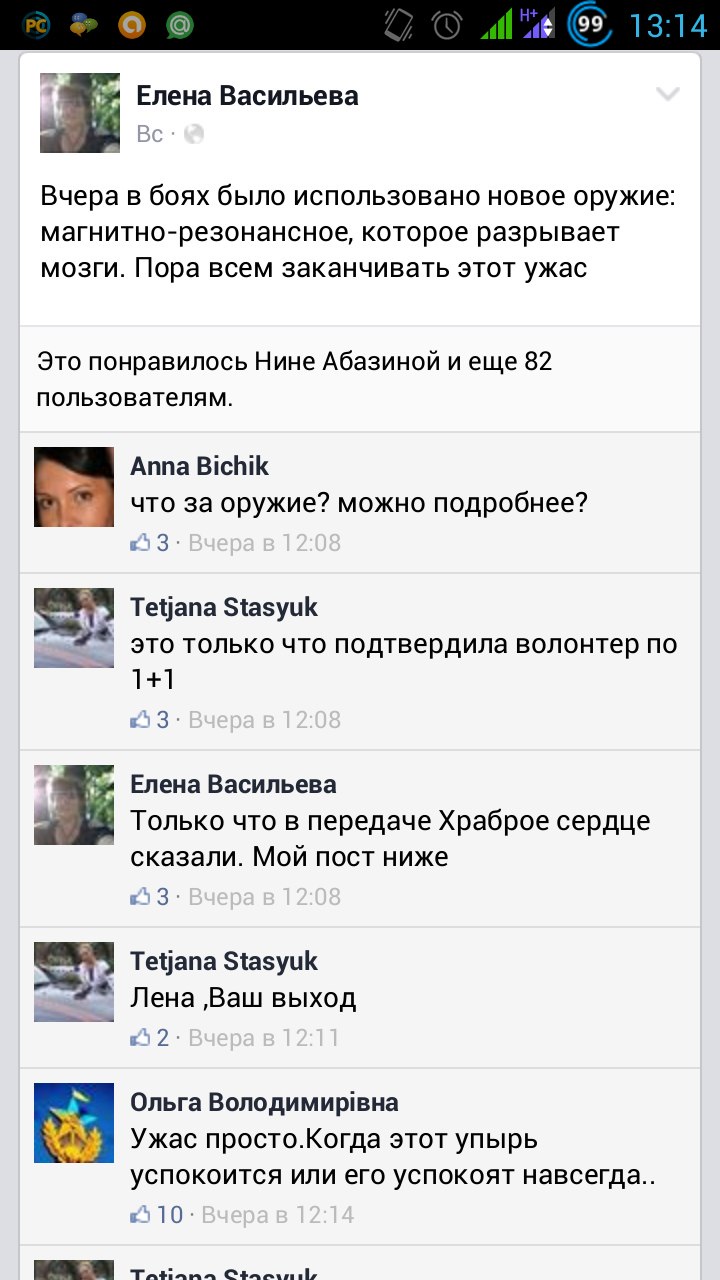 PC
H+
99
13:14
Елена Васильева
Вс ·
Вчера в боях было использовано новое оружие:
магнитно-резонансное, которое разрывает
мозги. Пора всем заканчивать этот ужас
Это понравилось Нине Абазиной и еще 82
пользователям.
Anna Bichik
что за оружие? можно подробнее?
3 · Вчера в 12:08
Tetjana Stasyuk
это только что подтвердила волонтер по
1+1
3 · Вчера в 12:08
Елена Васильева
Только что в передаче Храброе сердце
сказали. Мой пост ниже
3 · Вчера в 12:08
Tetjana Stasyuk
Лена ,Ваш выход
2 · Вчера в 12:11
Ольга Володимирівна
Ужас просто.Когда этот упырь
успокоится или его успокоят навсегда..
10 · Вчера в 12:14
Tetjana Stasyuk